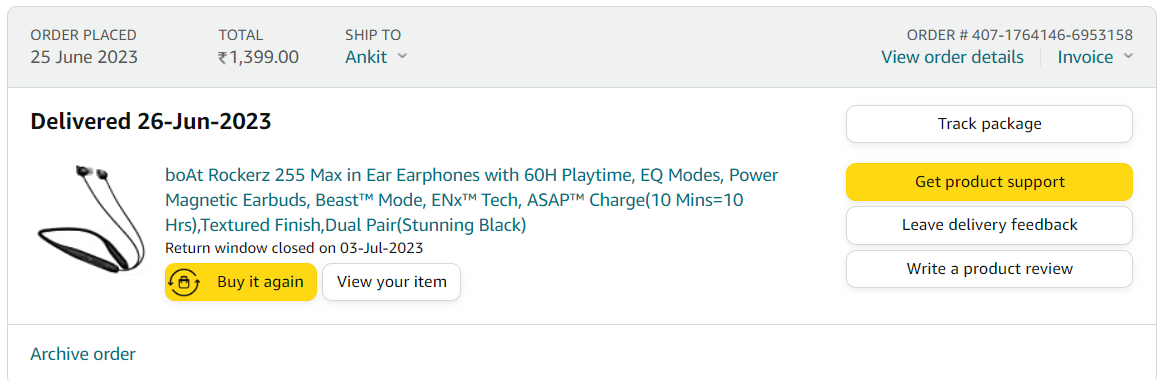 ORDER PLACED
25 June 2023
TOTAL
₹1,399.00
SHIP TO
Ankit
ORDER # 407-1764146-6953158
View order details
Invoice
Delivered 26-Jun-2023
Track package
boAt Rockerz 255 Max in Ear Earphones with 60H Playtime, EQ Modes, Power
Magnetic Earbuds, Beast™ Mode, ENx™ Tech, ASAP™ Charge(10 Mins=10
Hrs),Textured Finish,Dual Pair(Stunning Black)
Return window closed on 03-Jul-2023
Buy it again
View your item
Get product support
Leave delivery feedback
Write a product review
Archive order